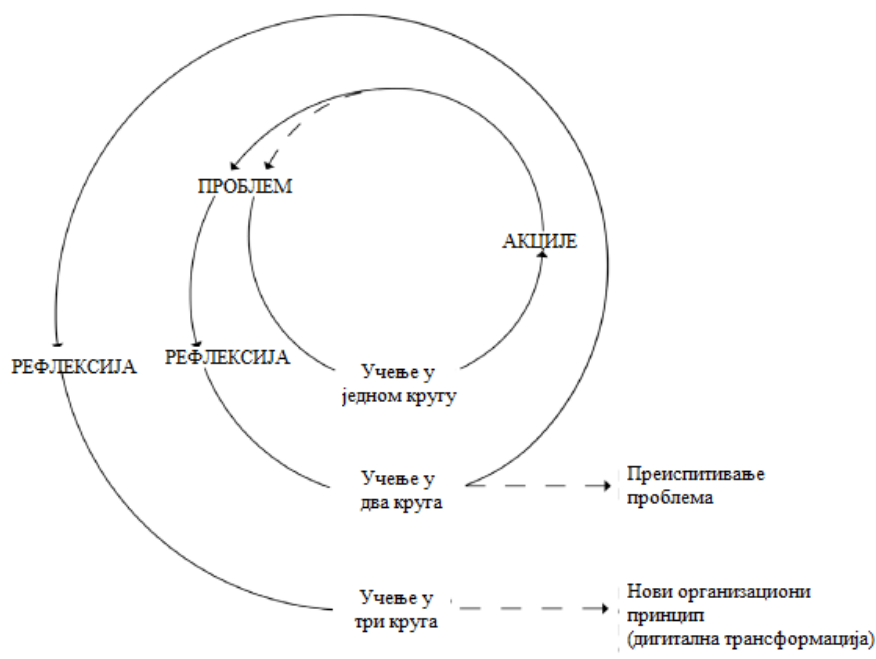 ПРОБЛЕМ
АКЦИЈЕ
РЕФЛЕКСИЈА
РЕФЛЕКСИЈА
Учење у
једном кругу
Учење у
два круга
Преиспитивање
проблема
Учење у
три круга
Нови организациони
принцип
(дигитална трансформација)